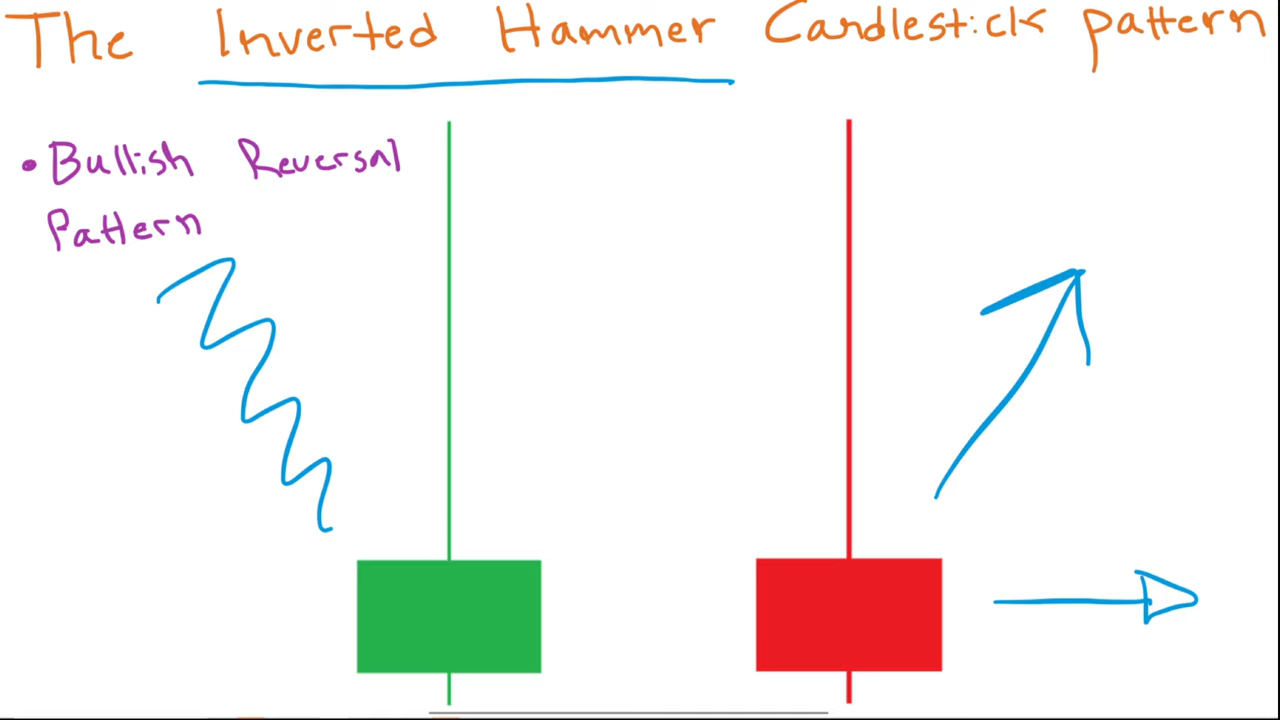 The Inverted Hammer Candlestick pattern
• Bullish Reversal
Pattern